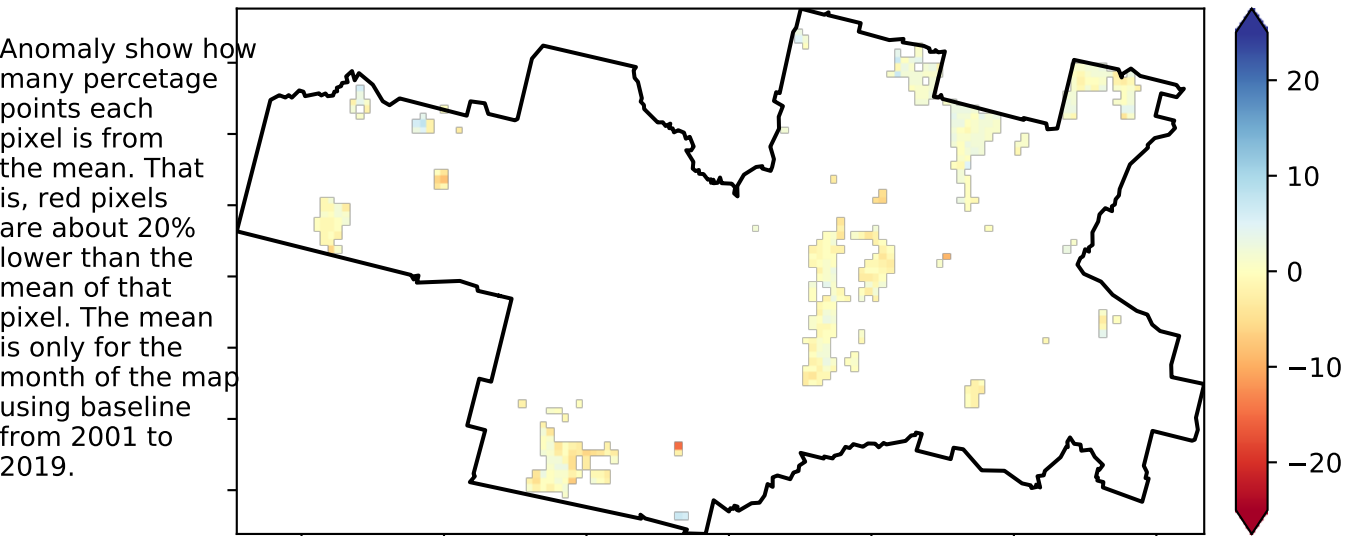 Anomaly show how
many percetage
points each
pixel is from
the mean. That
is, red pixels
are about 20%
lower than the
mean of that
pixel. The mean
is only for the
month of the map
using baseline
from 2001 to
2019.
20
10
0
−10
−20